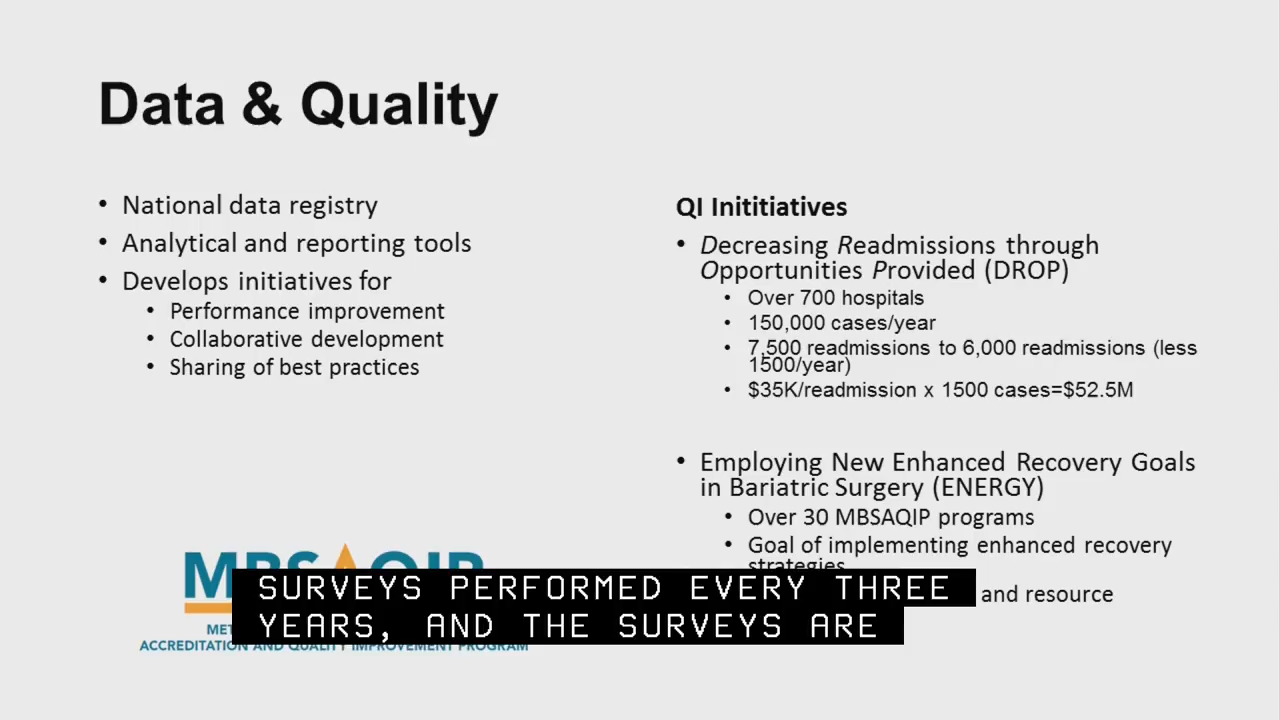 Data & Quality
• National data registry
• Analytical and reporting tools
• Develops initiatives for
• Performance improvement
• Collaborative development
• Sharing of best practices
QI Inititiatives
• Decreasing Readmissions through
Opportunities Provided (DROP)
• Over 700 hospitals
• 150,000 cases/year
• 7,500 readmissions to 6,000 readmissions (less
1500/year)
• $35K/readmission x 1500 cases=$52.5M
• Employing New Enhanced Recovery Goals
in Bariatric Surgery (ENERGY)
• Over 30 MBSAQIP programs
• Goal of implementing enhanced recovery
strategies
and resource
MBSAQIP
ACCREDITATION AND QUALITY IMPROVEMENT PROGRAM
SURVEYS PERFORMED EVERY THREE
YEARS, AND THE SURVEYS ARE